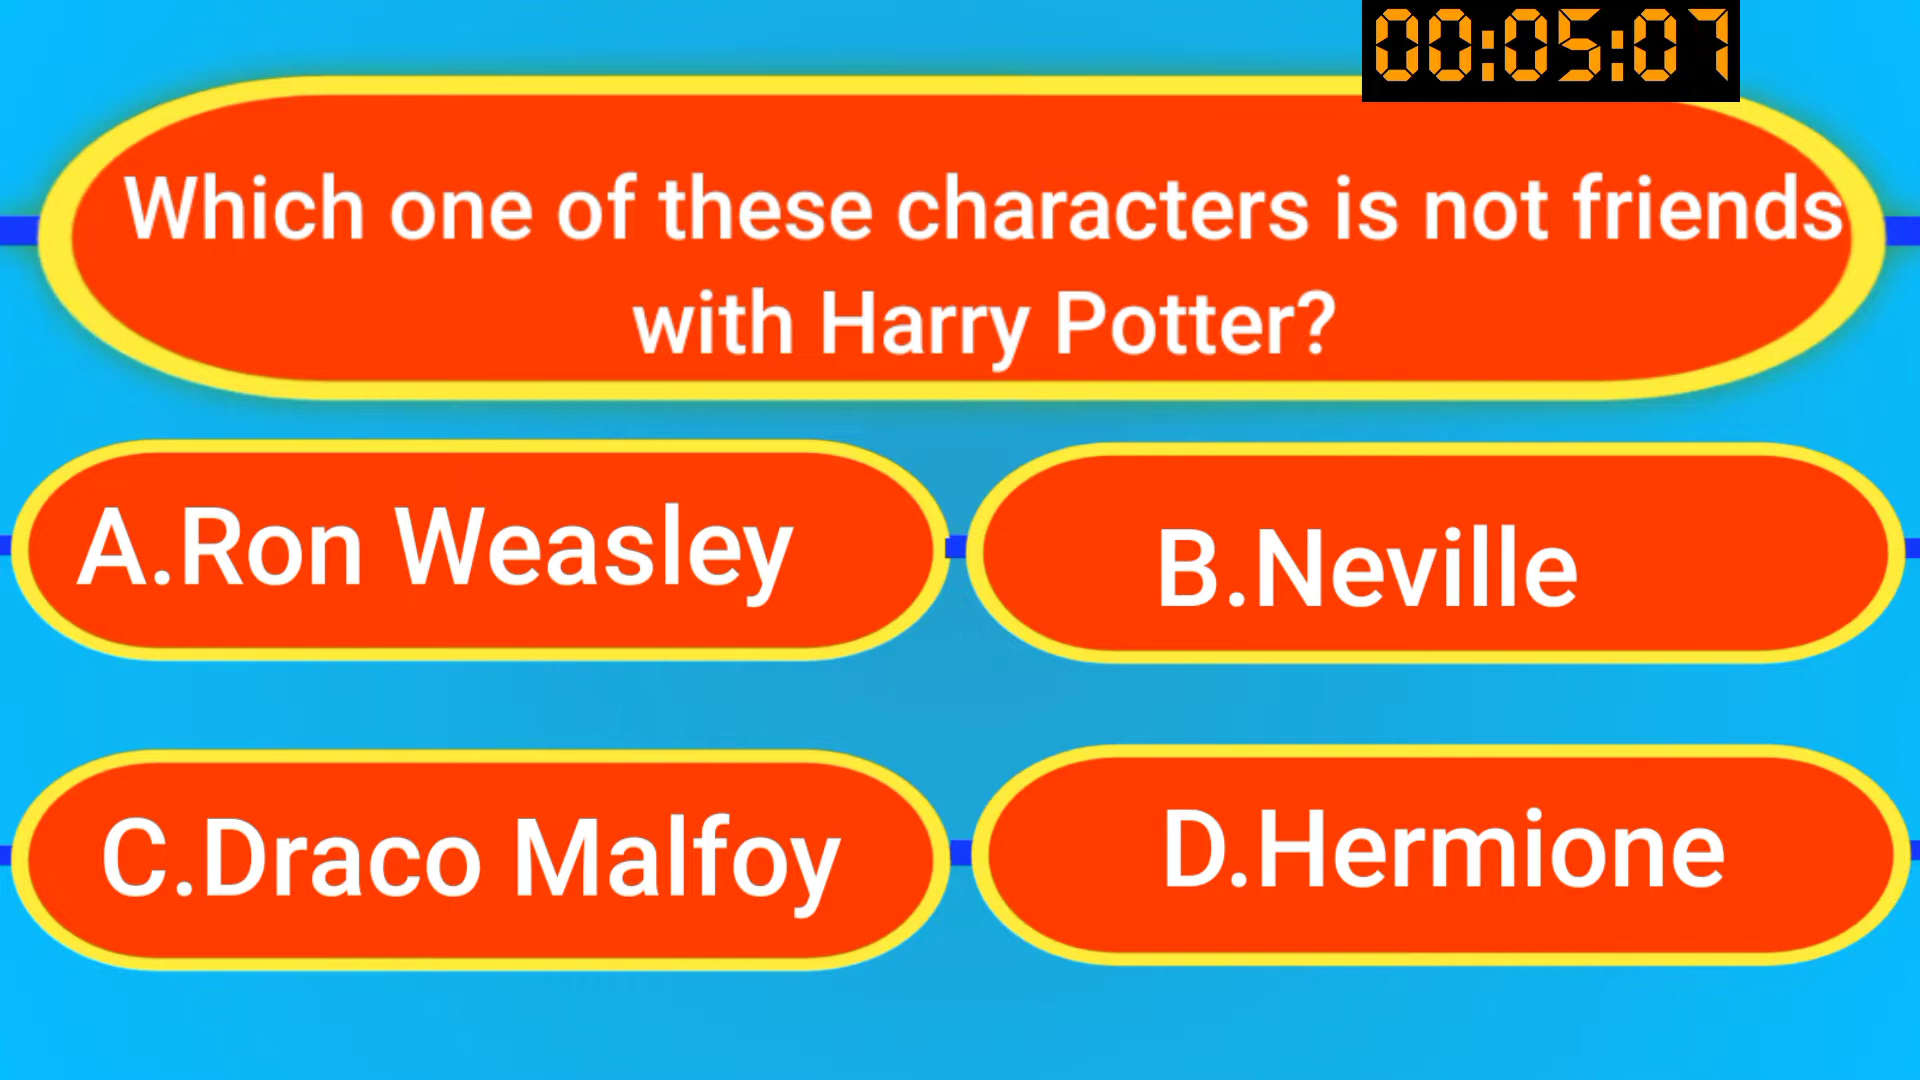 00:05:07
Which one of these characters is not friends
with Harry Potter?
A.Ron Weasley
B.Neville
C.Draco Malfoy
D.Hermione